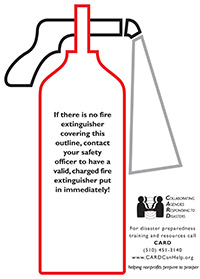 If there is no fire
extinguisher
covering this
outline, contact
your safety
officer to have a
valid, charged fire
extinguisher put
in immediately!
COLLABORATING
AGENCIES
RESPONDING TO
DISASTERS
For disaster preparedness
training and resources call
CARD
(510) 451-3140
www.CARDCanHelp.org
helping nonprofits prepare to prosper